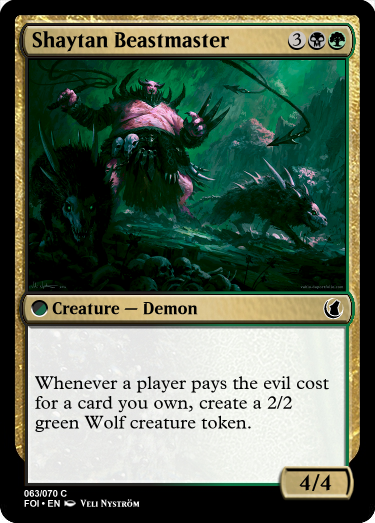 Shaytan Beastmaster 3
Creature — Demon
Whenever a player pays the evil cost
for a card you own, create a 2/2
green Wolf creature token.
4/4
063/070 C
FOI • EN Veli Nyström